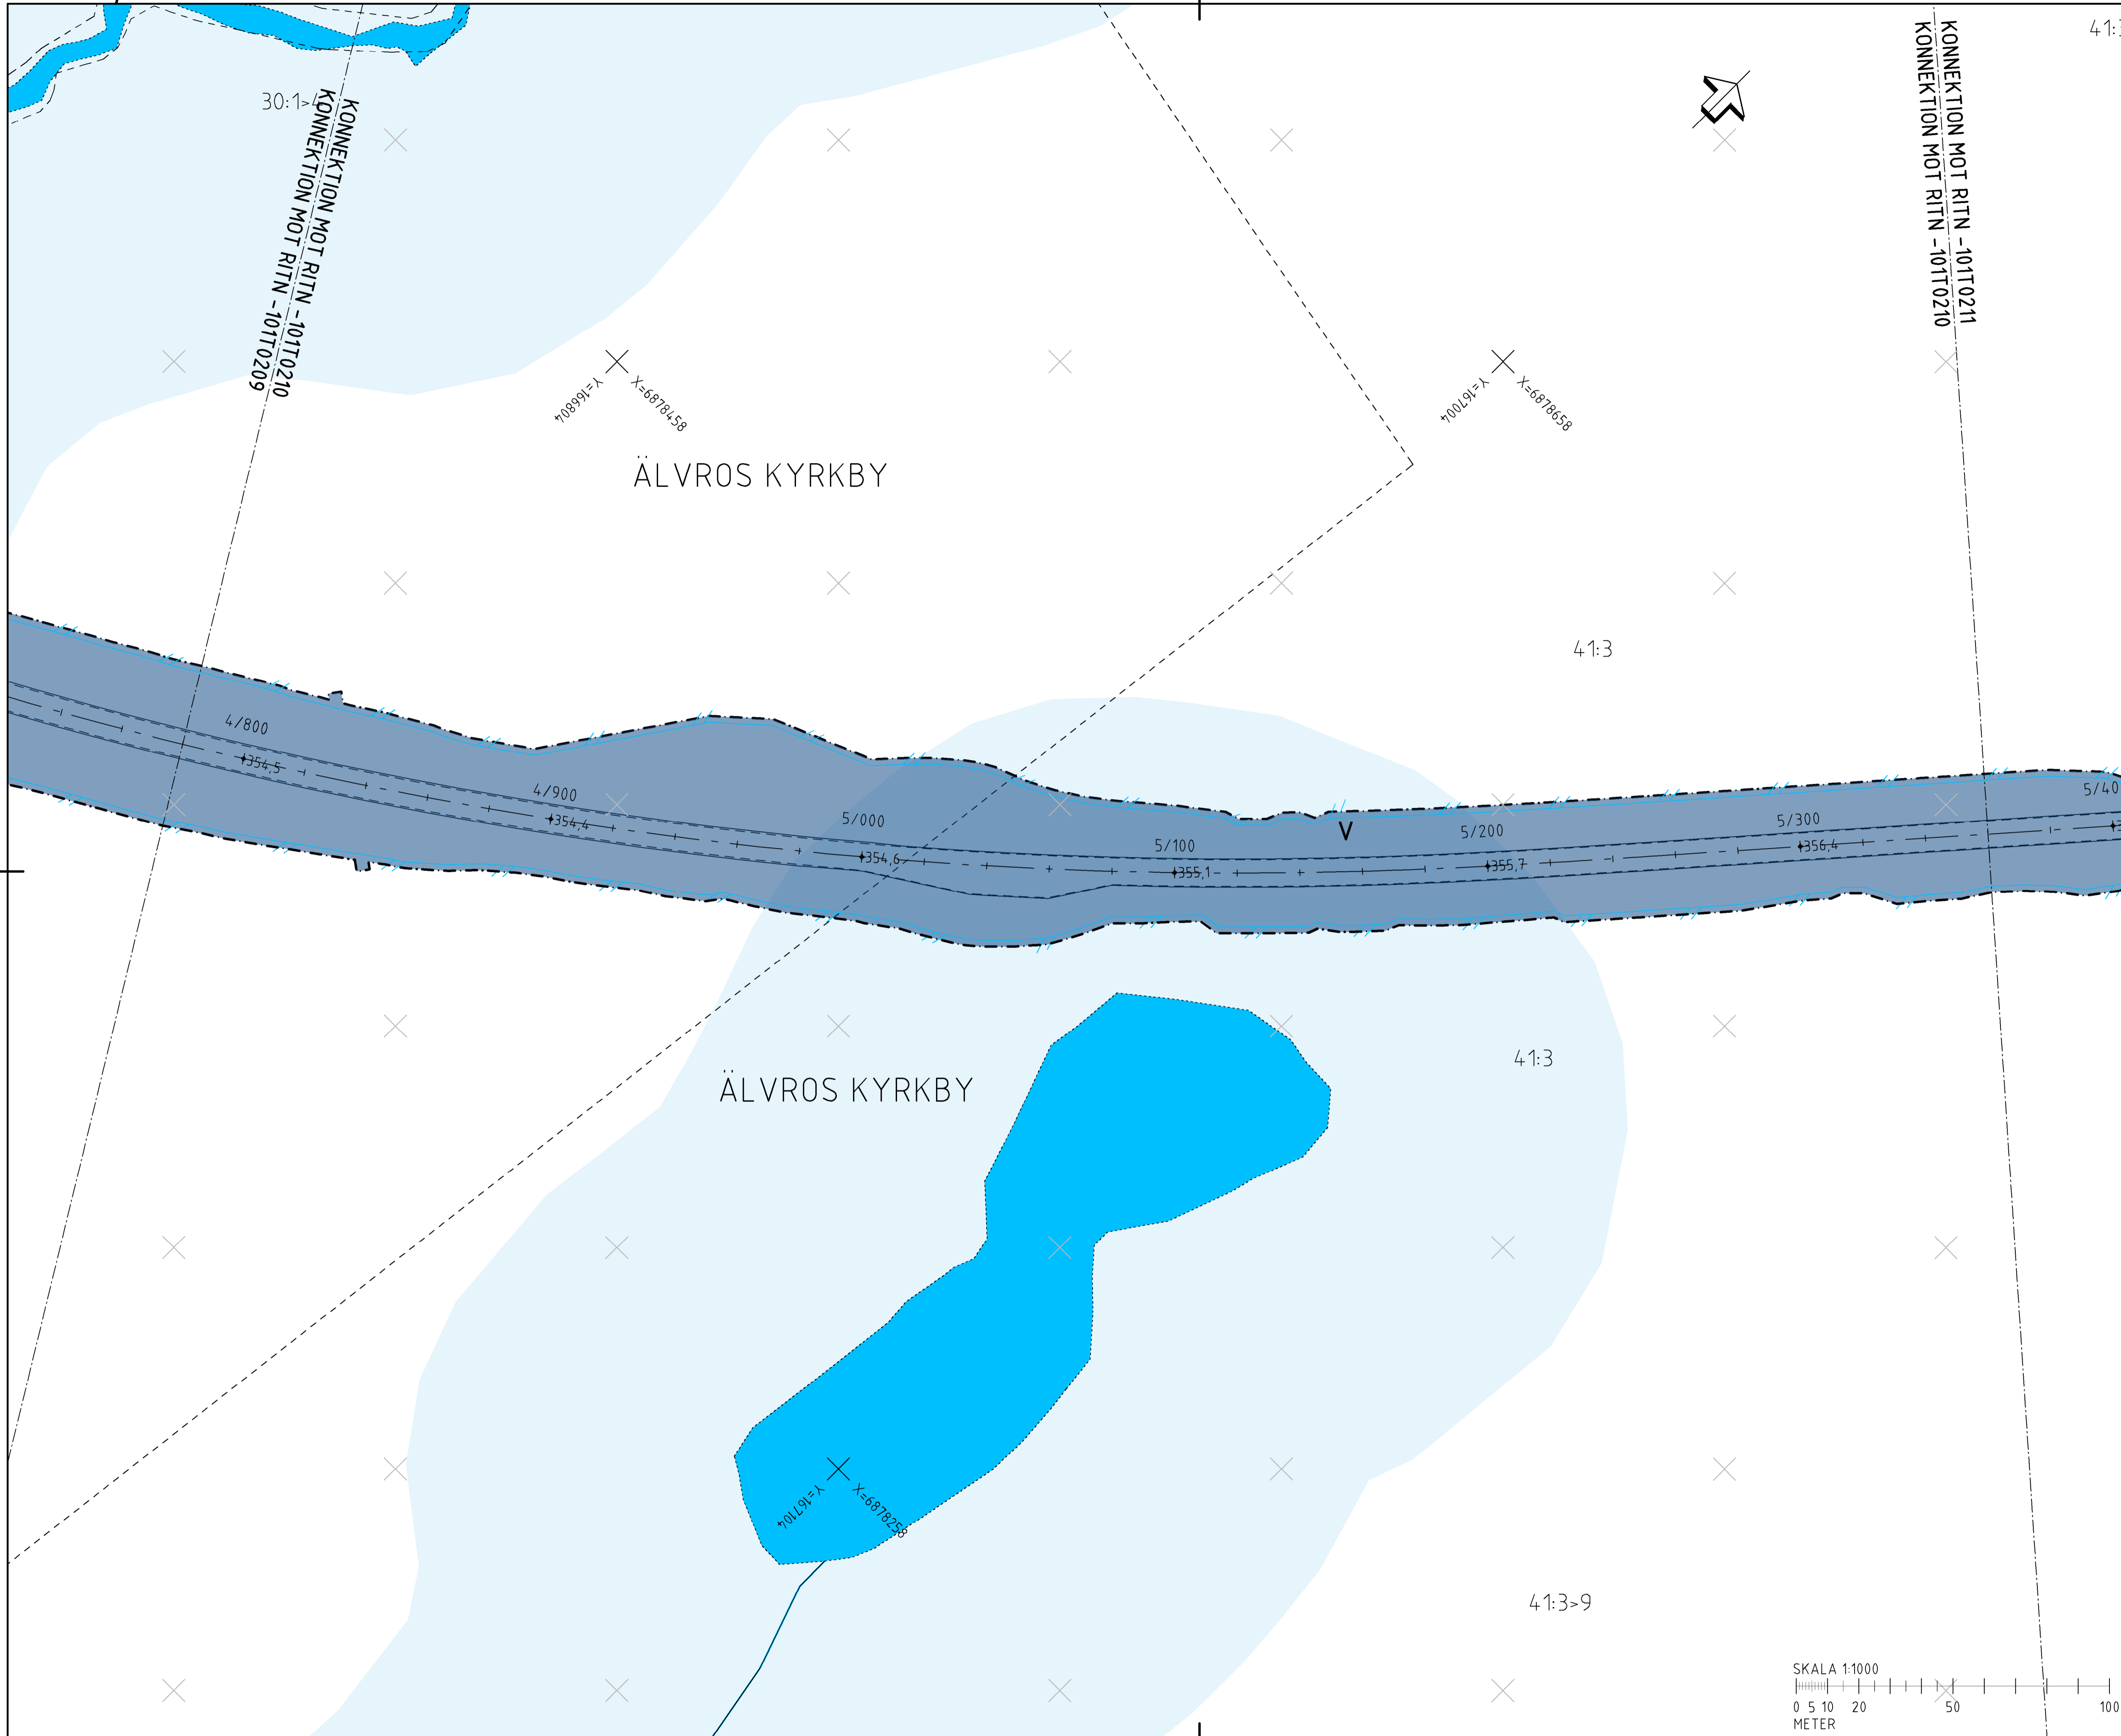 41:3
30:1>4
KONNEKTION MOT RITN -101T0210
KONNEKTION MOT RITN -101T0209
KONNEKTION MOT RITN -101T0211
KONNEKTION MOT RITN -101T0210
Y=166804
X=6878458
Y=167004
X=6878658
ÄLVROS KYRKBY
41:3
4/800
354,5
4/900
354,4
5/000
354,6
5/100
355,1
V
5/200
355,7
5/300
356,4
5/40
ÄLVROS KYRKBY
41:3
Y=167104
X=6878258
41:3>9
SKALA 1:1000
0 5 10 20 50 100
METER